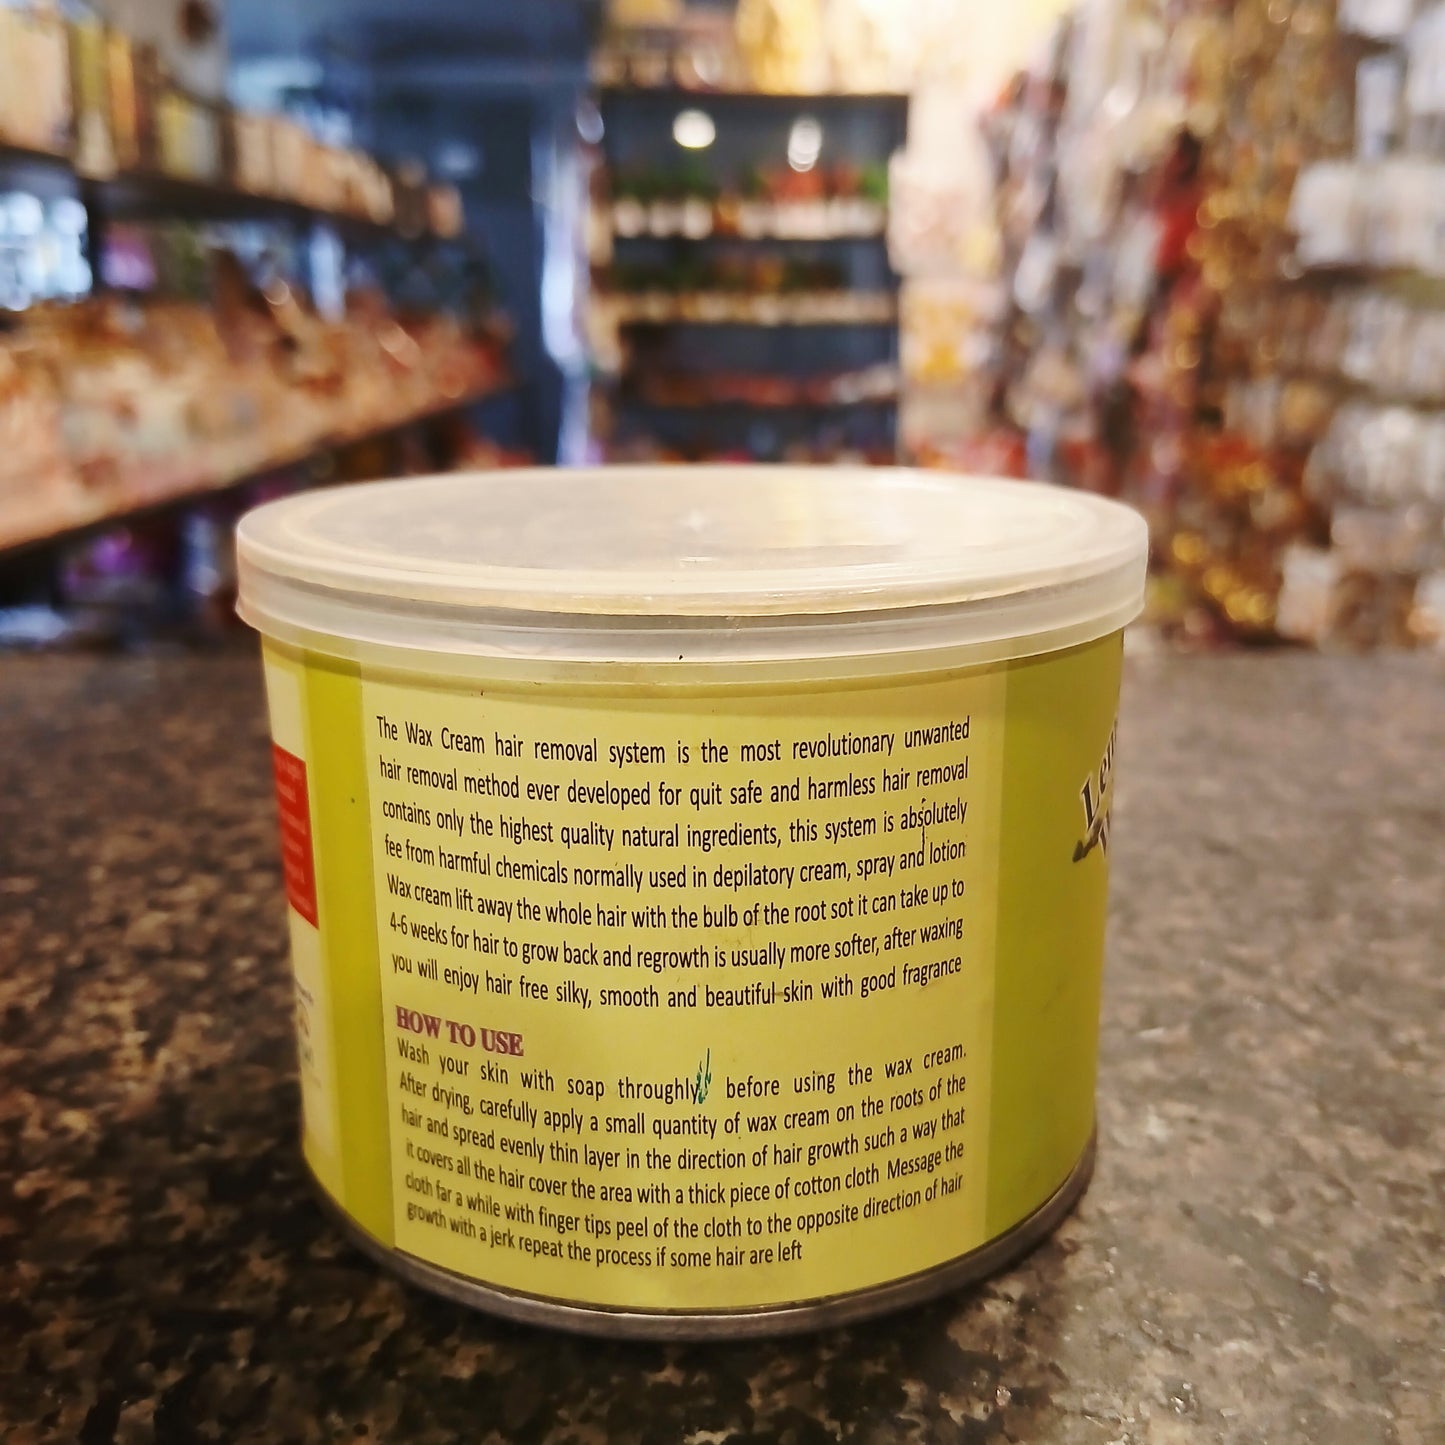 The Wax Cream hair removal system is the most revolutionary unwanted
hair removal method ever developed for quit safe and harmless hair removal
contains only the highest quality natural ingredients, this system is absolutely
fee from harmful chemicals normally used in depilatory cream, spray and lotion
Wax cream lift away the whole hair with the bulb of the root sot it can take up to
4-6 weeks for hair to grow back and regrowth is usually more softer, after waxing
you will enjoy hair free silky, smooth and beautiful skin with good fragrance
HOW TO USE
Wash your skin with soap throughly before using the wax cream.
After drying, carefully apply a small quantity of wax cream on the roots of the
hair and spread evenly thin layer in the direction of hair growth such a way that
it covers all the hair cover the area with a thick piece of cotton cloth Message the
cloth far a while with finger tips peel of the cloth to the opposite direction of hair
growth with a jerk repeat the process if some hair are left